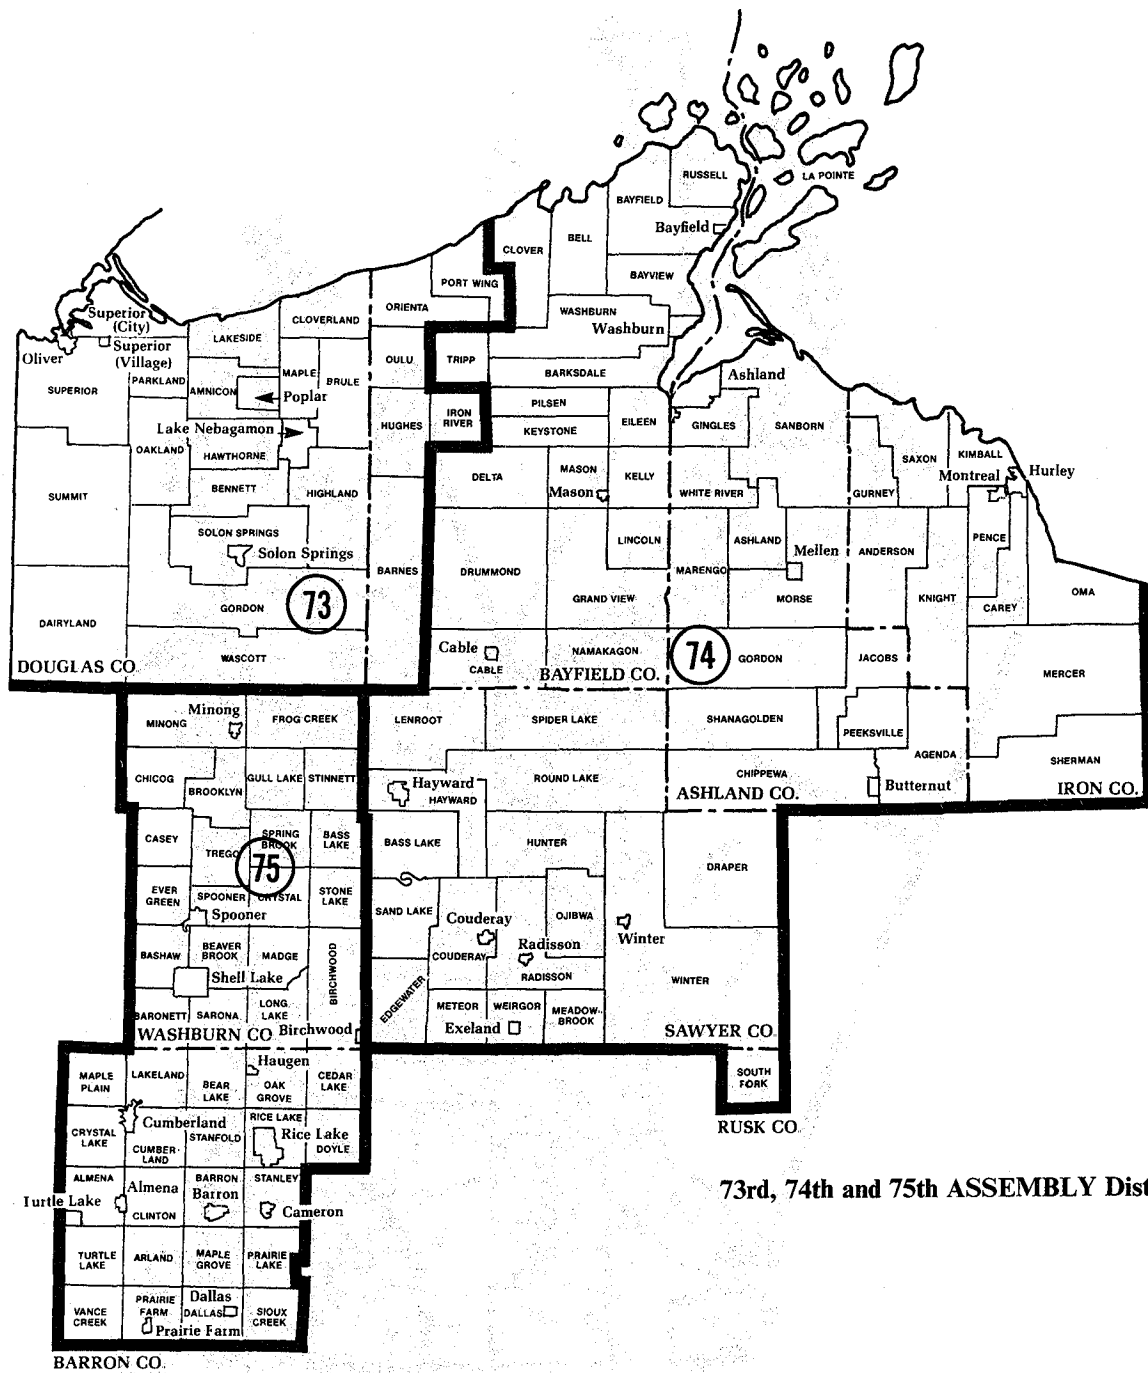 RUSSELL
LA POINTE
BAYFIELD
Bayfield
CLOVER
BELL
BAYVIEW
PORT WING
ORIENTA
WASHBURN
Washburn
CLOVERLAND
Superior
(City)
LAKESIDE
Superior
(Village)
Oliver
OULU
TRIPP
BARKSDALE
SUPERIOR
PARKLAND
AMNICON
MAPLE
BRULE
Poplar
PILSEN
Ashland
IRON
RIVER
HUGHES
KEYSTONE
EILEEN
GINGLES
SANBORN
Lake Nebagamon
OAKLAND
HAWTHORNE
SAXON
KIMBALL
Hurley
Montreal
BENNETT
HIGHLAND
DELTA
MASON
Mason
KELLY
WHITE RIVER
GURNEY
SUMMIT
SOLON SPRINGS
Solon Springs
LINCOLN
ASHLAND
Mellen
ANDERSON
PENCE
BARNES
DRUMMOND
MARENGO
GRAND VIEW
MORSE
KNIGHT
CAREY
OMA
GORDON
73
DAIRYLAND
WASCOTT
DOUGLAS CO.
Cable
CABLE
NAMAKAGON
BAYFIELD CO.
74
GORDON
JACOBS
MERCER
MINONG
Minong
FROG CREEK
LENROOT
SPIDER LAKE
SHANAGOLDEN
PEEKSVILLE
AGENDA
SHERMAN
CHICOG
BROOKLYN
GULL LAKE
STINNETT
Hayward
HAYWARD
ROUND LAKE
CHIPPEWA
ASHLAND CO.
Butternut
IRON CO.
CASEY
TREGO
SPRING
BROOK
BASS
LAKE
75
BASS LAKE
HUNTER
DRAPER
EVER
GREEN
SPOONER
CRYSTAL
STONE
LAKE
Spooner
SAND LAKE
Couderay
COUDERAY
OJIBWA
Radisson
RADISSON
Winter
WINTER
BASHAW
BEAVER
BROOK
MADGE
Shell Lake
BIRCHWOOD
EDGEWATER
BARONETT
SARONA
LONG
LAKE
WASHBURN CO.
Birchwood
METEOR
WEIRGOR
Exeland
MEADOW-
BROOK
SAWYER CO.
SOUTH
FORK
RUSK CO.
MAPLE
PLAIN
LAKELAND
BEAR
LAKE
Haugen
OAK
GROVE
CEDAR
LAKE
CRYSTAL
LAKE
Cumberland
CUMBER-
LAND
STANFOLD
RICE LAKE
Rice Lake
DOYLE
ALMENA
Almena
BARRON
Barron
STANLEY
Cameron
Turtle Lake
CLINTON
TURTLE
LAKE
ARLAND
MAPLE
GROVE
PRAIRIE
LAKE
VANCE
CREEK
PRAIRIE
FARM
Prairie Farm
Dallas
DALLAS
SIOUX
CREEK
BARRON CO.
73rd, 74th and 75th ASSEMBLY Dist